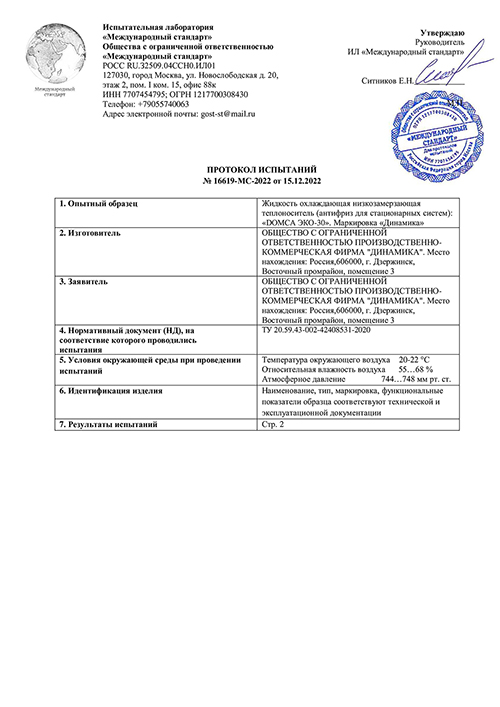 Международный
стандарт
Испытательная лаборатория
«Международный стандарт»
Общества с ограниченной ответственностью
«Международный стандарт»
РОСС RU.32509.04ССН0.ИЛ01
127030, город Москва, ул. Новослободская д. 20,
этаж 2, пом. I ком. 15, офис 88к
ИНН 7707454795; ОГРН 1217700308430
Телефон: +79055740063
Адрес электронной почты: gost-st@mail.ru
Утверждаю
Руководитель
ИЛ «Международный стандарт»
Ситников Е.Н.
«МЕЖДУНАРОДНЫЙ
СТАНДАРТ»
Для протоколов
испытаний
ПРОТОКОЛ ИСПЫТАНИЙ
№ 16619-МС-2022 от 15.12.2022
1. Опытный образец
Жидкость охлаждающая низкозамерзающая
теплоноситель (антифриз для стационарных систем):
«DОМСА ЭКО-30». Маркировка «Динамика»
2. Изготовитель
ОБЩЕСТВО С ОГРАНИЧЕННОЙ
ОТВЕТСТВЕННОСТЬЮ ПРОИЗВОДСТВЕННО-
КОММЕРЧЕСКАЯ ФИРМА "ДИНАМИКА". Место
нахождения: Россия,606000, г. Дзержинск,
Восточный промрайон, помещение 3
3. Заявитель
ОБЩЕСТВО С ОГРАНИЧЕННОЙ
ОТВЕТСТВЕННОСТЬЮ ПРОИЗВОДСТВЕННО-
КОММЕРЧЕСКАЯ ФИРМА "ДИНАМИКА". Место
нахождения: Россия,606000, г. Дзержинск,
Восточный промрайон, помещение 3
4. Нормативный документ (НД), на
соответствие которого проводились
испытания
ТУ 20.59.43-002-42408531-2020
5. Условия окружающей среды при проведении
испытаний
Температура окружающего воздуха 20-22 °С
Относительная влажность воздуха 55…68 %
Атмосферное давление 744…748 мм рт. ст.
6. Идентификация изделия
Наименование, тип, маркировка, функциональные
показатели образца соответствуют технической и
эксплуатационной документации
7. Результаты испытаний
Стр. 2